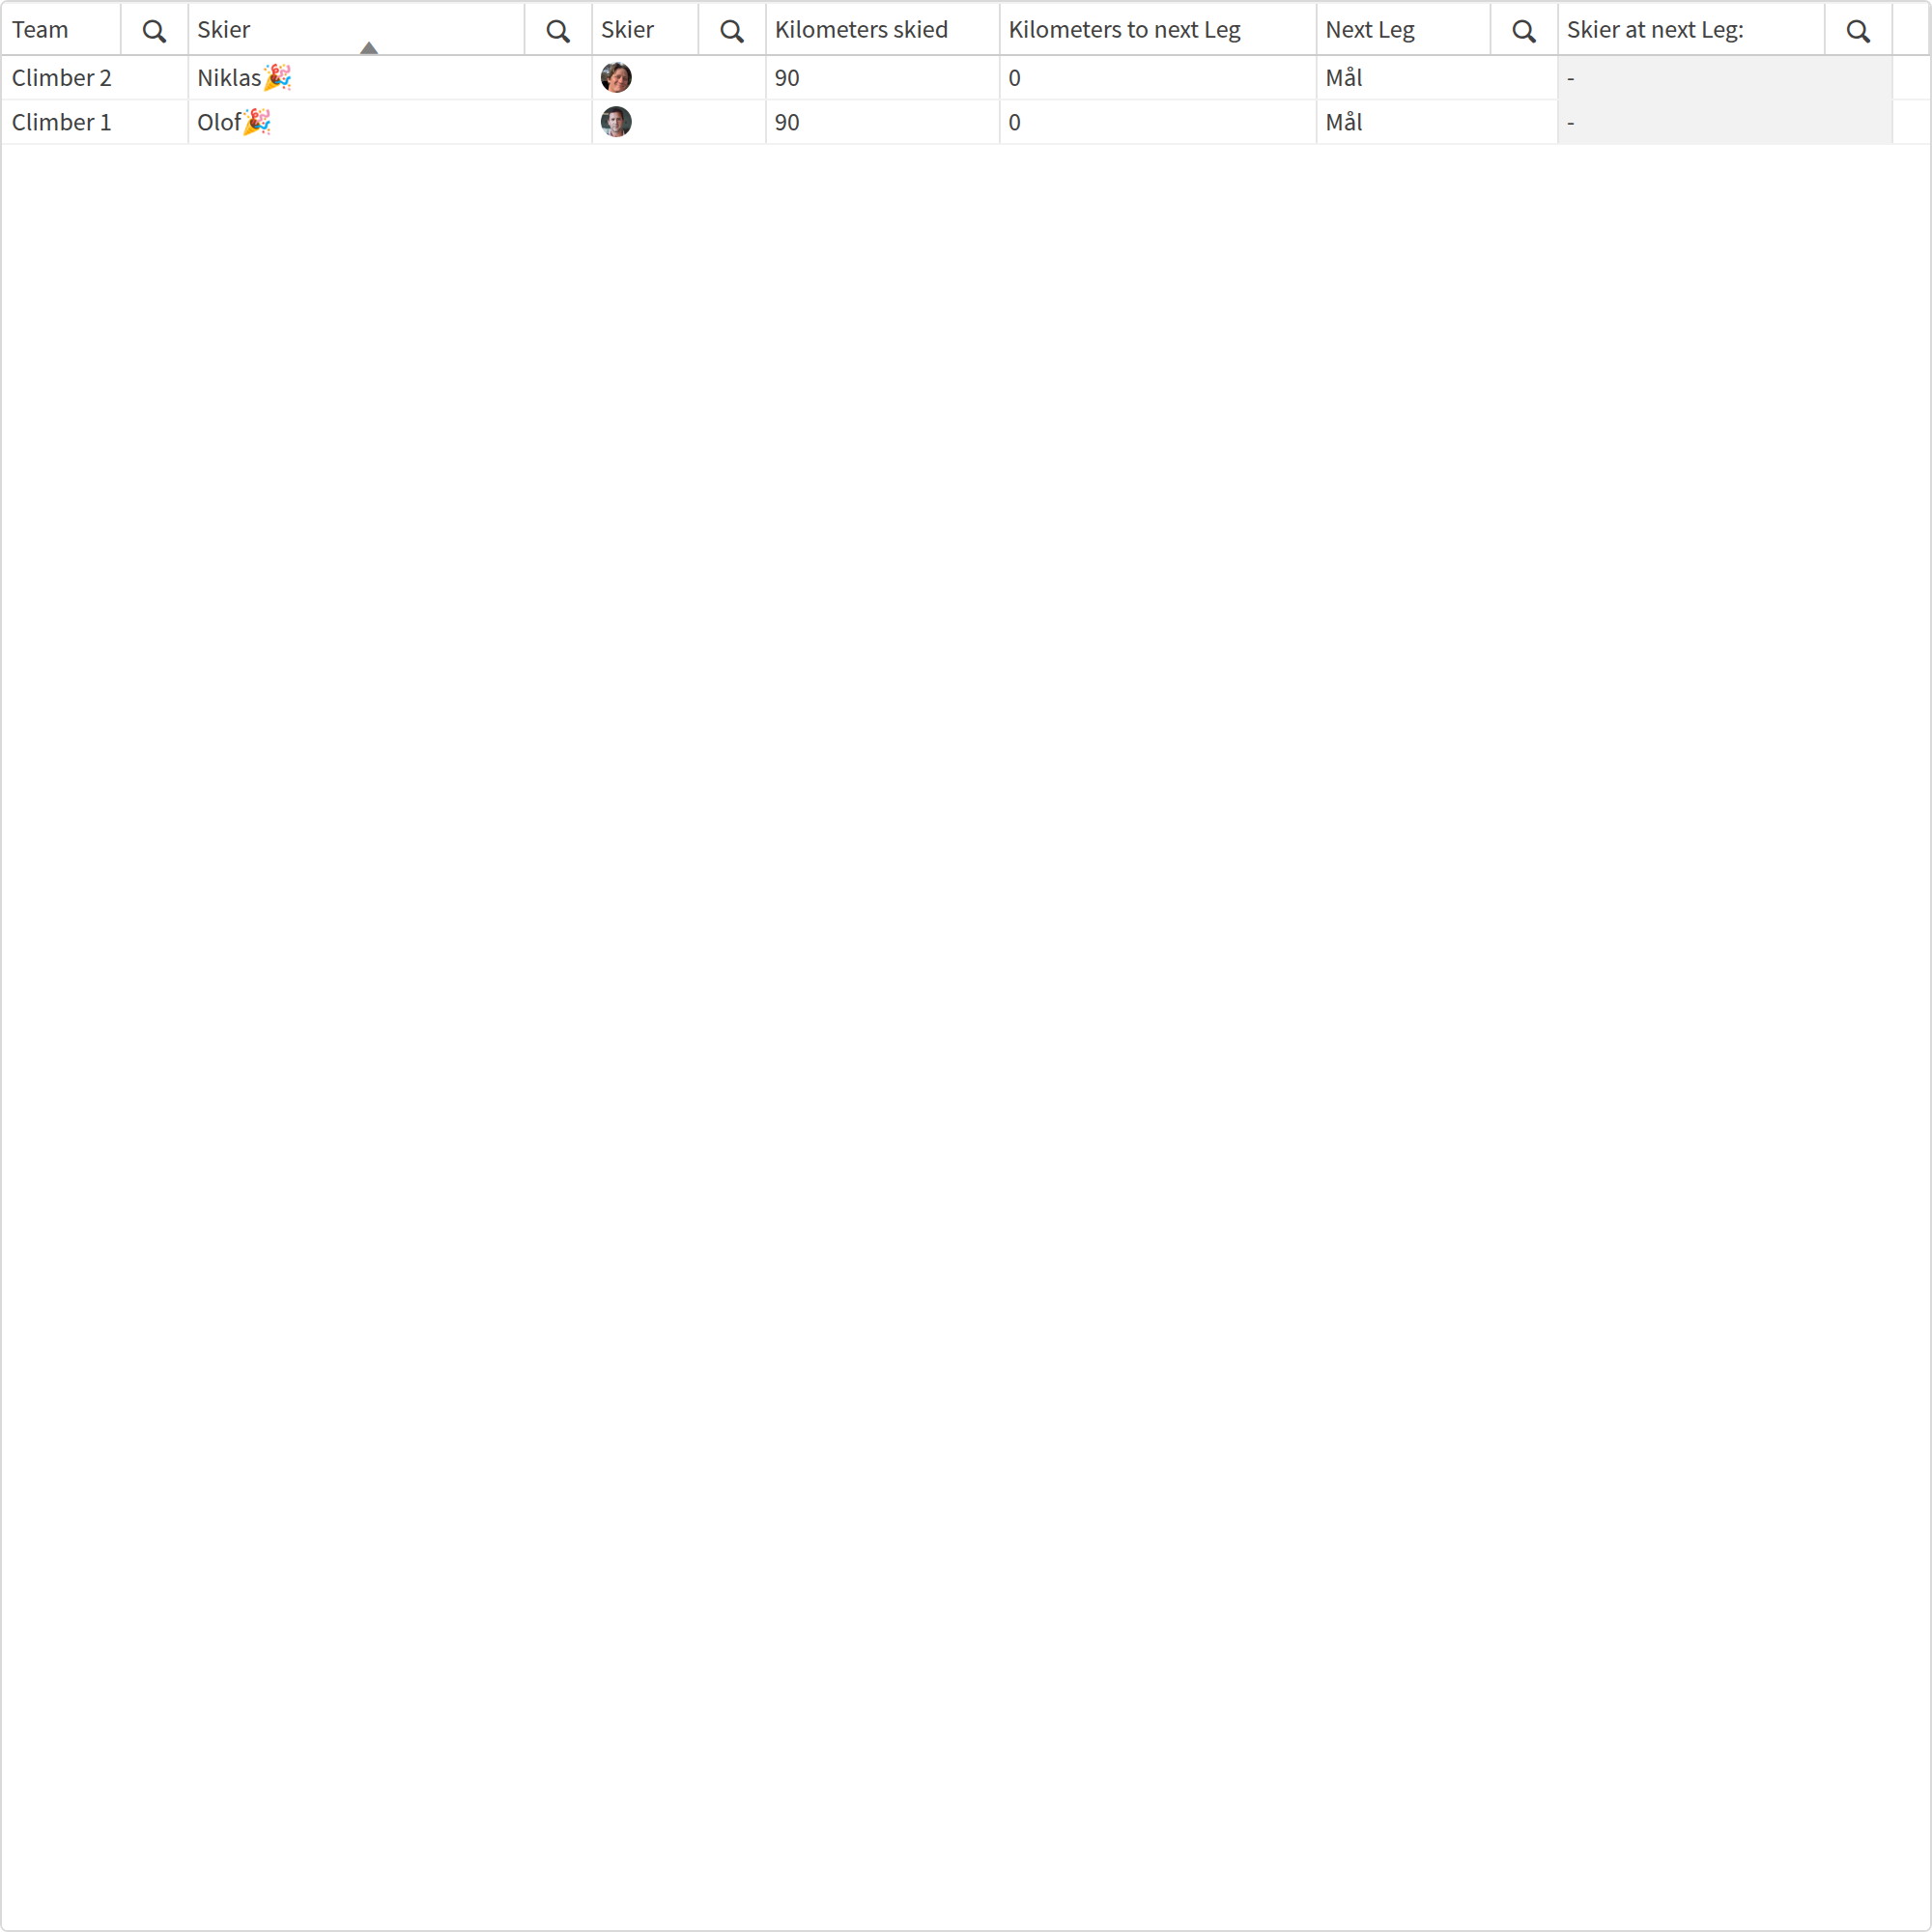 Team Skier Skier Kilometers skied Kilometers to next Leg Next Leg Skier at next Leg:
Climber 2 Niklas🎉 90 0 Mål -
Climber 1 Olof🎉 90 0 Mål -